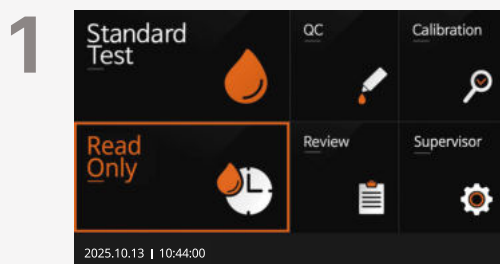 1
Standard
Test
QC
Calibration
Read
Only
Review
Supervisor
2025.10.13 | 10:44:00